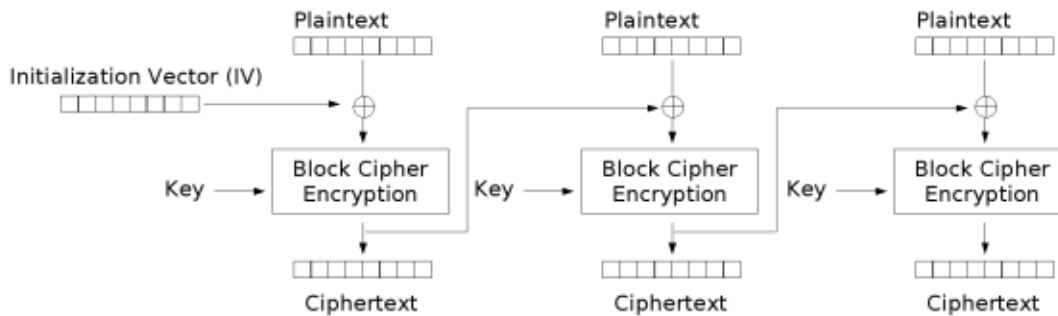 Plaintext Plaintext Plaintext
Initialization Vector (IV)
Key Block Cipher Encryption Key Block Cipher Encryption Key Block Cipher Encryption
Ciphertext Ciphertext Ciphertext